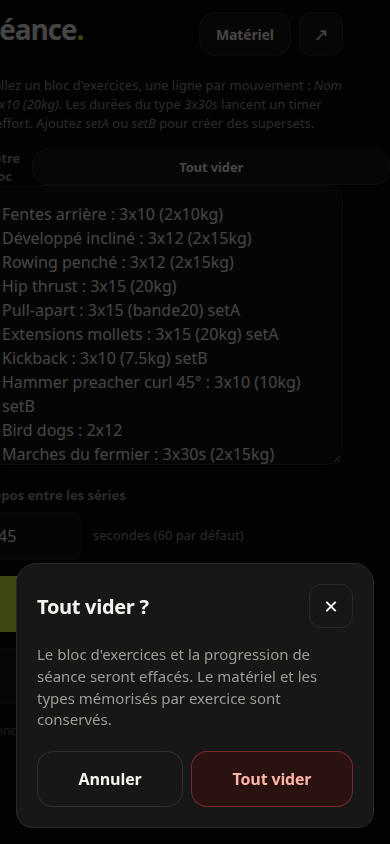 éance.
Matériel
↗
ollez un bloc d'exercices, une ligne par mouvement : Nom
x10 (20kg). Les durées du type 3x30s lancent un timer
effort. Ajoutez setA ou setB pour créer des supersets.
otre
oc
Tout vider
Fentes arrière : 3x10 (2x10kg)
Développé incliné : 3x12 (2x15kg)
Rowing penché : 3x12 (2x15kg)
Hip thrust : 3x15 (20kg)
Pull-apart : 3x15 (bande20) setA
Extensions mollets : 3x15 (20kg) setA
Kickback : 3x10 (7.5kg) setB
Hammer preacher curl 45° : 3x10 (10kg)
setB
Bird dogs : 2x12
Marches du fermier : 3x30s (2x15kg)
epos entre les séries
45
secondes (60 par défaut)
Tout vider ?
✕
Le bloc d'exercices et la progression de
séance seront effacés. Le matériel et les
types mémorisés par exercice sont
conservés.
Annuler
Tout vider